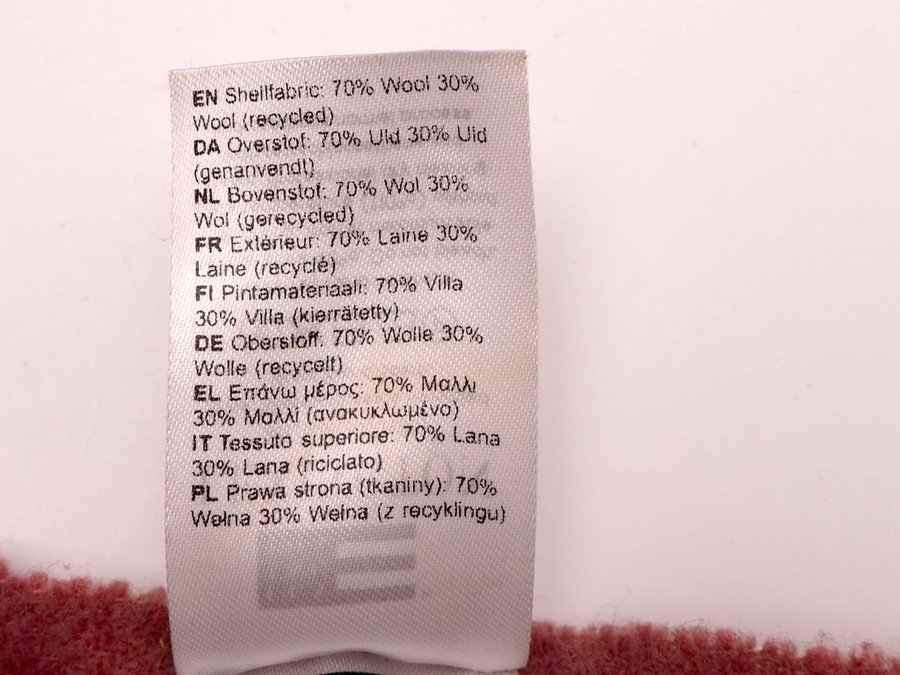 EN Shellfabric: 70% Wool 30%
Wool (recycled)
DA Overstof: 70% Uld 30% Uld
(genanvendt)
NL Bovenstof: 70% Wol 30%
Wol (gerecycled)
FR Extérieur: 70% Laine 30%
Laine (recyclé)
FI Pintamateriaali: 70% Villa
30% Villa (kierrätetty)
DE Oberstoff: 70% Wolle 30%
Wolle (recycelt)
EL Επάνω μέρος: 70% Μαλλι
30% Μαλλί (ανακυκλωμένο)
IT Tessuto superiore: 70% Lana
30% Lana (riciclato)
PL Prawa strona (tkaniny): 70%
Wełna 30% Wełna (z recyklingu)